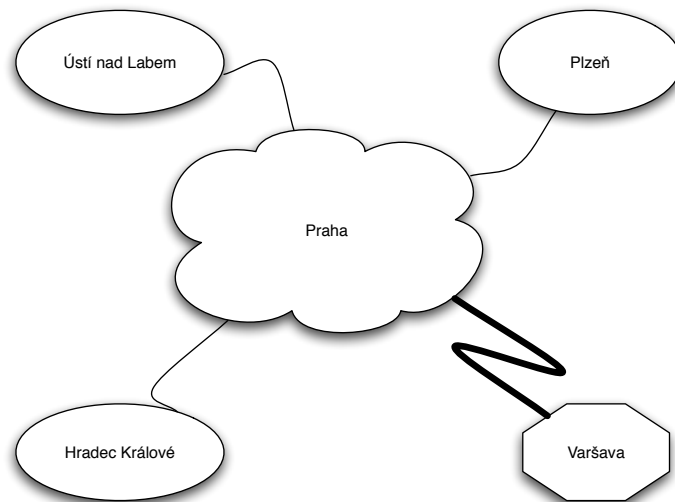 Ústí nad Labem
Plzeň
Praha
Hradec Králové
Varšava